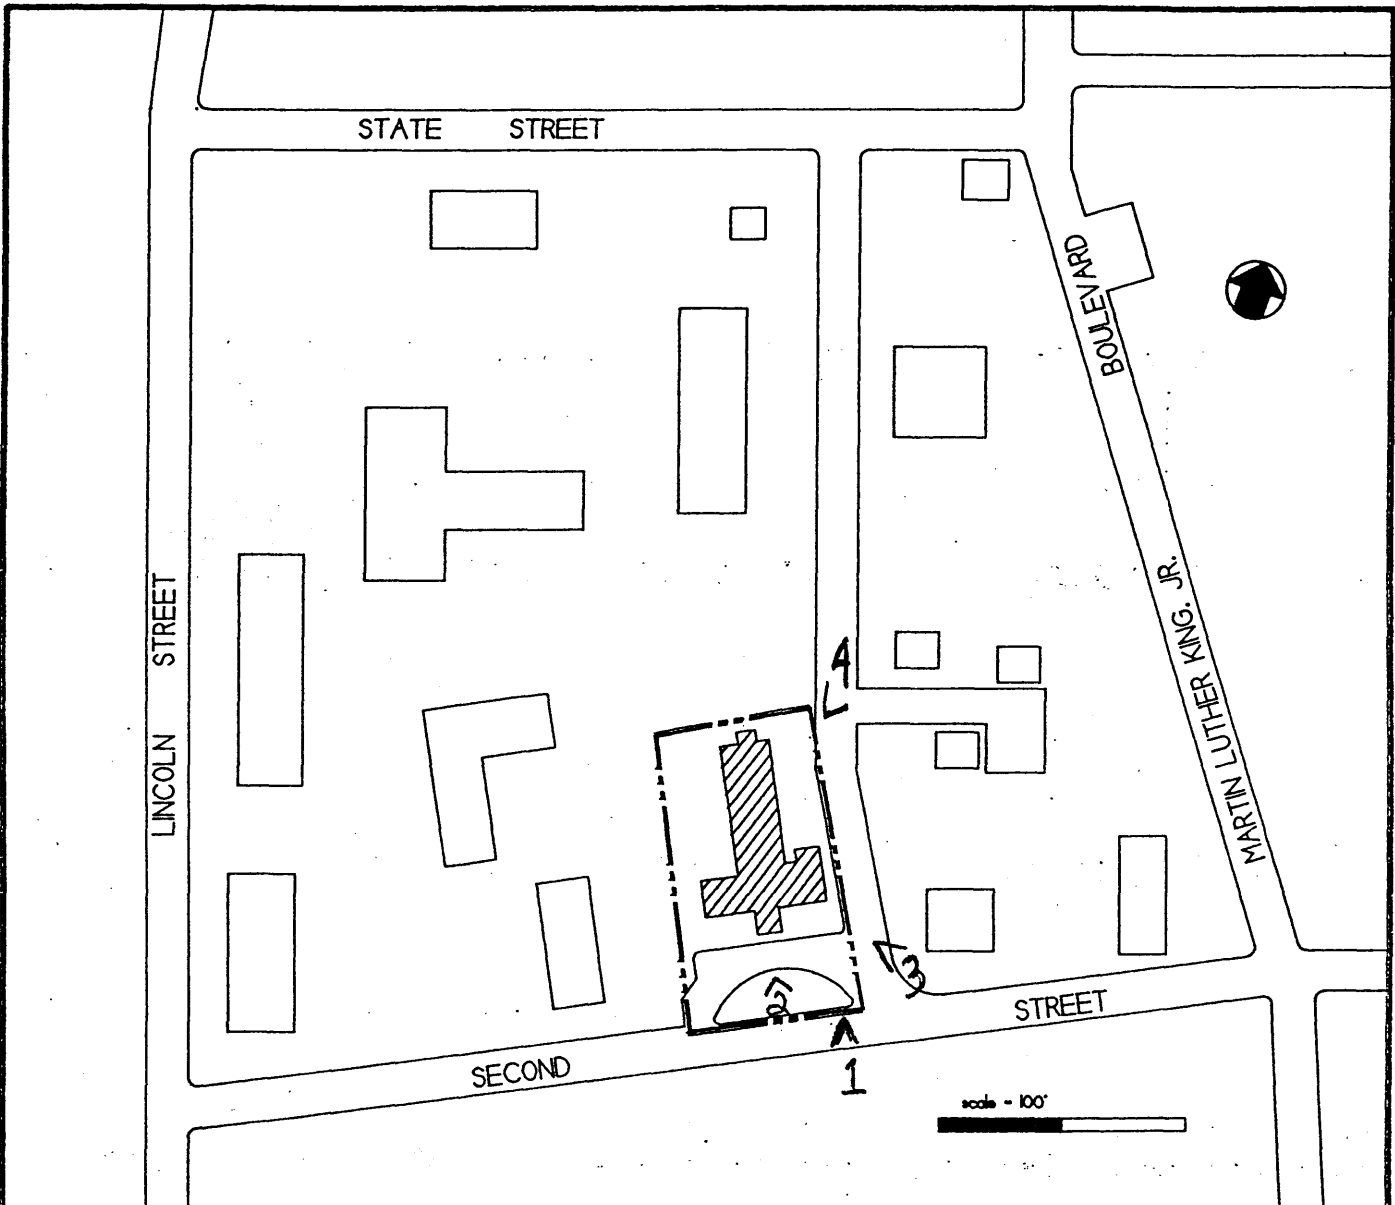 STATE STREET
BOULEVARD
MARTIN LUTHER KING. JR.
LINCOLN STREET
4
3
2
STREET
SECOND
1
scale - 100'